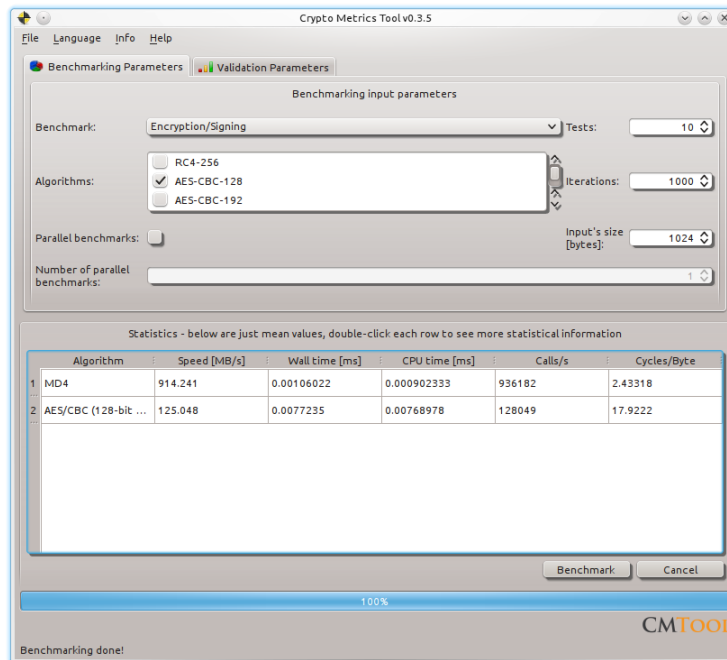 Crypto Metrics Tool v0.3.5
File Language Info Help
Benchmarking Parameters Validation Parameters
Benchmarking input parameters
Benchmark: Encryption/Signing Tests: 10
RC4-256
Algorithms: AES-CBC-128 Iterations: 1000
AES-CBC-192
Parallel benchmarks: Input's size [bytes]: 1024
Number of parallel benchmarks: 1
Statistics - below are just mean values, double-click each row to see more statistical information
Algorithm Speed [MB/s] Wall time [ms] CPU time [ms] Calls/s Cycles/Byte
1 MD4 914.241 0.00106022 0.000902333 936182 2.43318
2 AES/CBC (128-bit ... 125.048 0.0077235 0.00768978 128049 17.9222
Benchmark Cancel
100%
CMTool
Benchmarking done!